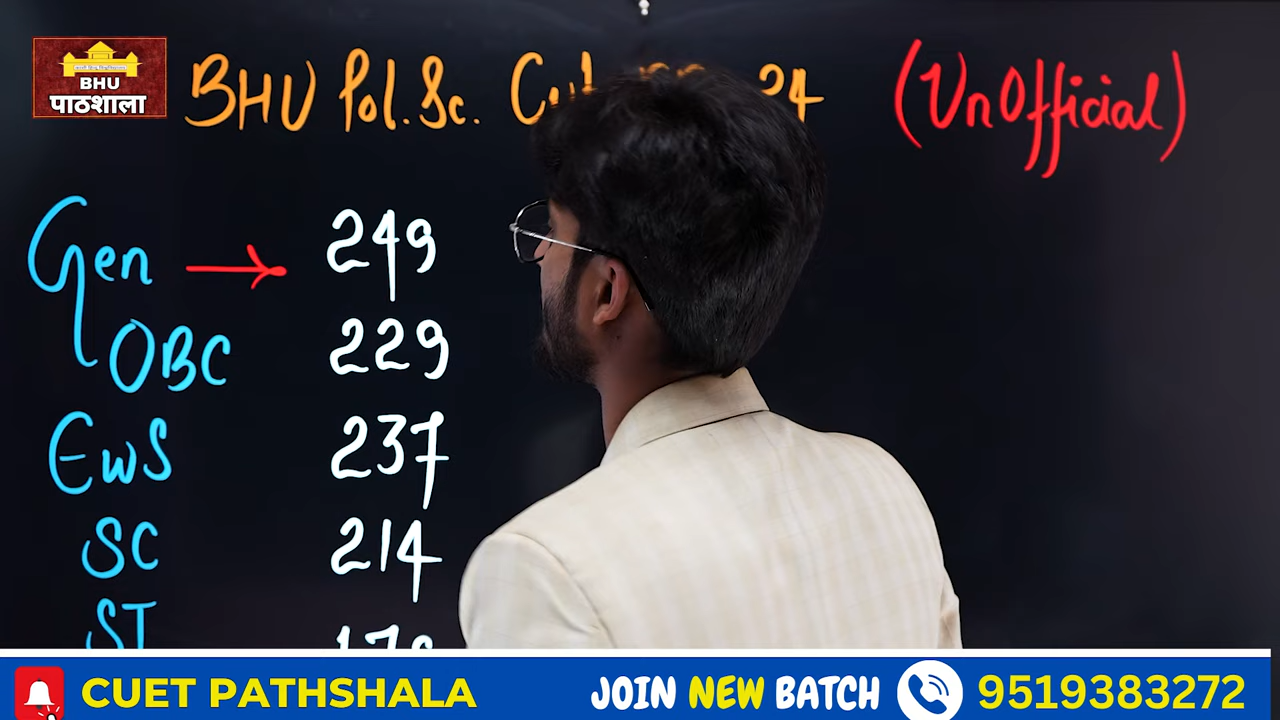 BHU
पाठशाला
BHU Pol.Sc. 24 (UnOfficial)
Gen → 249
OBC 229
EWS 237
SC 214
ST
CUET PATHSHALA JOIN NEW BATCH 9519383272